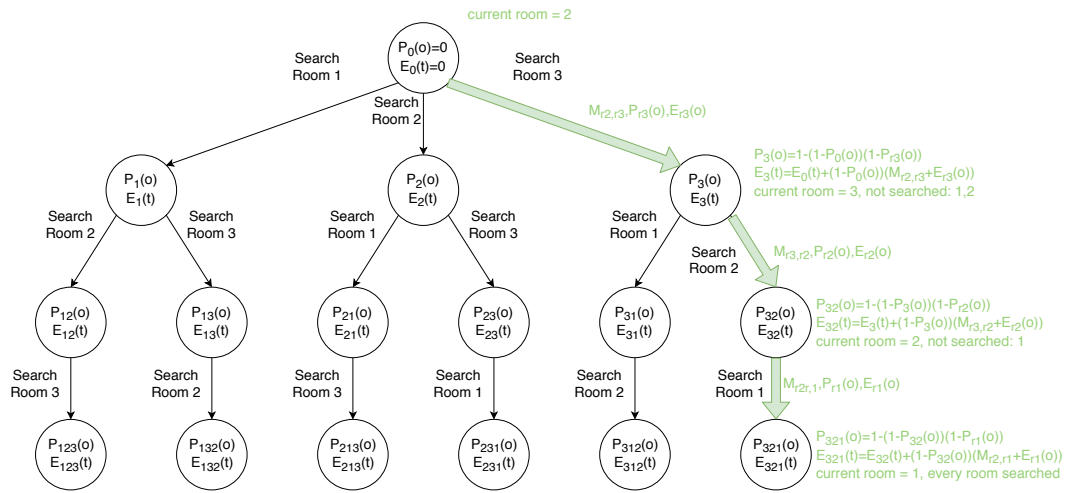 current room = 2
P0(o)=0
E0(t)=0
Search
Room 1
Search
Room 2
Search
Room 3
Mr2,r3,Pr3(o),Er3(o)
P1(o)
E1(t)
P2(o)
E2(t)
P3(o)
E3(t)
P3(o)=1-(1-P0(o))(1-Pr3(o))
E3(t)=E0(t)+(1-P0(o))(Mr2,r3+Er3(o))
current room = 3, not searched: 1,2
Search
Room 2
Search
Room 3
Search
Room 1
Search
Room 3
Search
Room 1
Search
Room 2
Mr3,r2,Pr2(o),Er2(o)
P12(o)
E12(t)
P13(o)
E13(t)
P21(o)
E21(t)
P23(o)
E23(t)
P31(o)
E31(t)
P32(o)
E32(t)
P32(o)=1-(1-P3(o))(1-Pr2(o))
E32(t)=E3(t)+(1-P3(o))(Mr3,r2+Er2(o))
current room = 2, not searched: 1
Search
Room 3
Search
Room 2
Search
Room 3
Search
Room 1
Search
Room 2
Search
Room 1
Mr2r,1,Pr1(o),Er1(o)
P123(o)
E123(t)
P132(o)
E132(t)
P213(o)
E213(t)
P231(o)
E231(t)
P312(o)
E312(t)
P321(o)
E321(t)
P321(o)=1-(1-P32(o))(1-Pr1(o))
E321(t)=E32(t)+(1-P32(o))(Mr2,r1+Er1(o))
current room = 1, every room searched